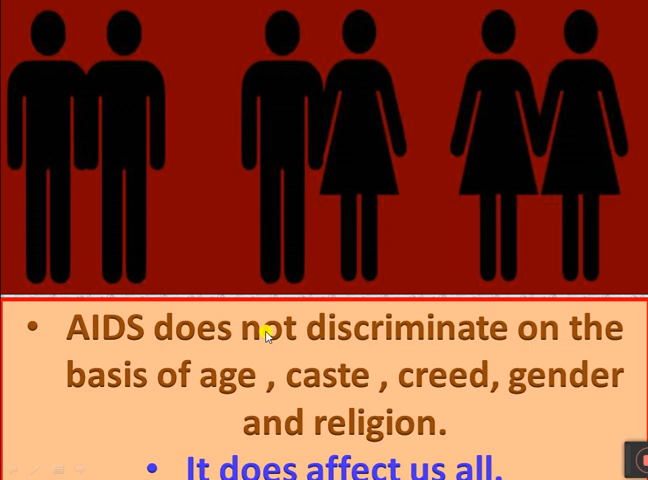 • AIDS does not discriminate on the
basis of age , caste , creed, gender
and religion.
• It does affect us all.